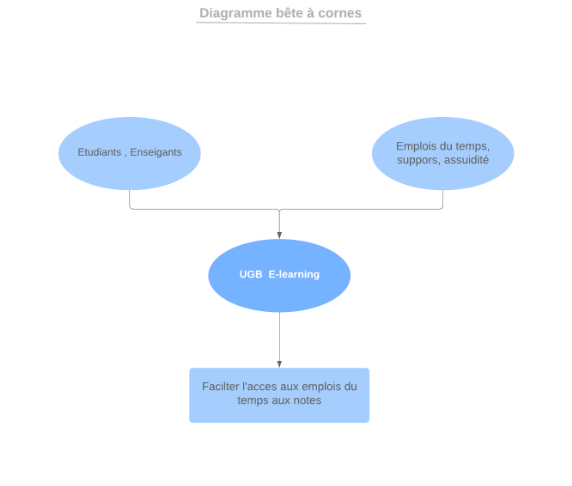 Diagramme bête à cornes
Etudiants , Enseigants
Emplois du temps,
suppors, assuidité
UGB E-learning
Facilter l'acces aux emplois du
temps aux notes